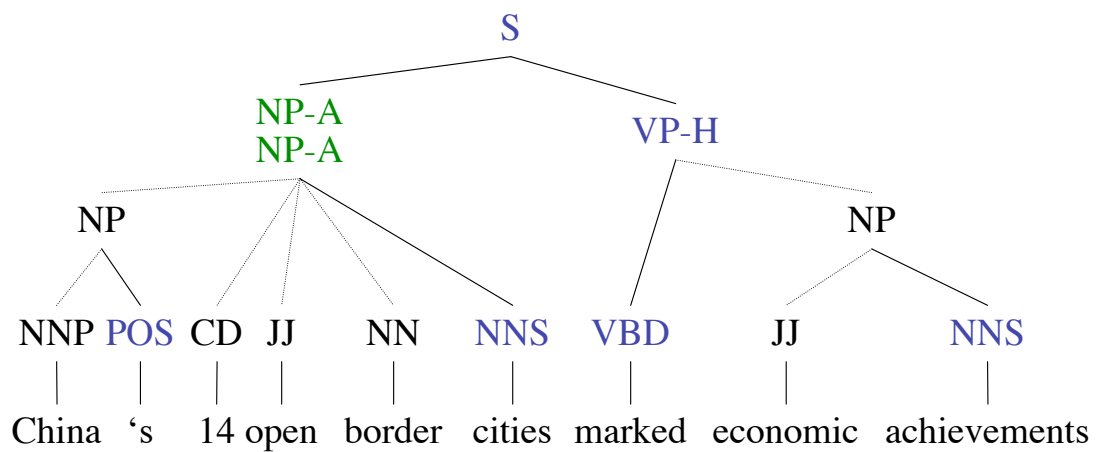 S
NP-A
NP-A
VP-H
NP
NP
NNP POS CD JJ NN NNS VBD JJ NNS
China ‘s 14 open border cities marked economic achievements